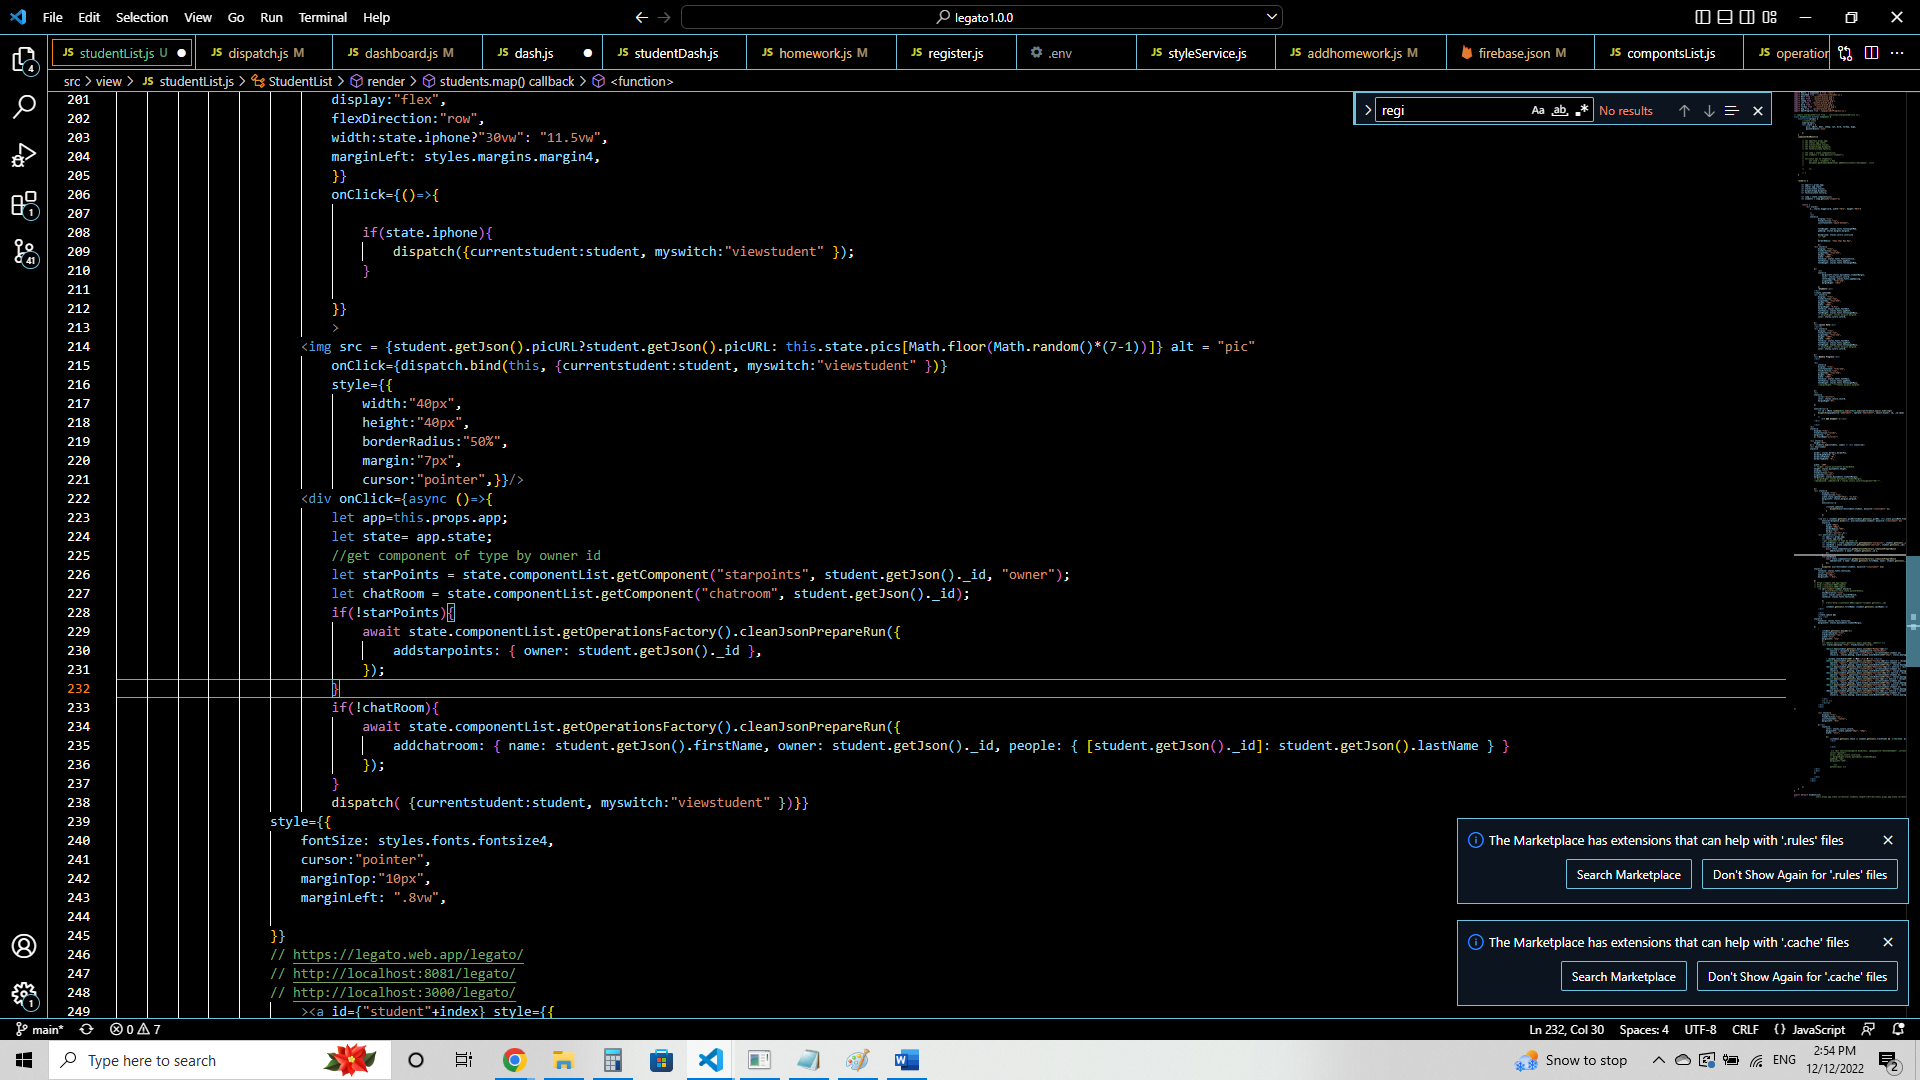 File Edit Selection View Go Run Terminal Help legato1.0.0
JS studentList.js U JS dispatch.js M JS dashboard.js M JS dash.js JS studentDash.js JS homework.js M JS register.js .env JS styleService.js JS addhomework.js M firebase.json M JS compontsList.js JS operation
src > view > JS studentList.js > StudentList > render > students.map() callback > <function>
regi Aa ab No results
201 display:"flex",
202 flexDirection:"row",
203 width:state.iphone?"30vw": "11.5vw",
204 marginLeft: styles.margins.margin4,
205 }}
206 onClick={()=>{
207
208 if(state.iphone){
209 dispatch({currentstudent:student, myswitch:"viewstudent" });
210 }
211
212 }}
213 >
214 <img src = {student.getJson().picURL?student.getJson().picURL: this.state.pics[Math.floor(Math.random()*(7-1))]} alt = "pic"
215 onClick={dispatch.bind(this, {currentstudent:student, myswitch:"viewstudent" })}
216 style={{
217 width:"40px",
218 height:"40px",
219 borderRadius:"50%",
220 margin:"7px",
221 cursor:"pointer",}}/>
222 <div onClick={async ()=>{
223 let app=this.props.app;
224 let state= app.state;
225 //get component of type by owner id
226 let starPoints = state.componentList.getComponent("starpoints", student.getJson()._id, "owner");
227 let chatRoom = state.componentList.getComponent("chatroom", student.getJson()._id);
228 if(!starPoints){
229 await state.componentList.getOperationsFactory().cleanJsonPrepareRun({
230 addstarpoints: { owner: student.getJson()._id },
231 });
232 }
233 if(!chatRoom){
234 await state.componentList.getOperationsFactory().cleanJsonPrepareRun({
235 addchatroom: { name: student.getJson().firstName, owner: student.getJson()._id, people: { [student.getJson()._id]: student.getJson().lastName } }
236 });
237 }
238 dispatch( {currentstudent:student, myswitch:"viewstudent" })}}
239 style={{
240 fontSize: styles.fonts.fontsize4,
241 cursor:"pointer",
242 marginTop:"10px",
243 marginLeft: ".8vw",
244
245 }}
246 // https://legato.web.app/legato/
247 // http://localhost:8081/legato/
248 // http://localhost:3000/legato/
249 ><a id={"student"+index} style={{
4
1
41
1
The Marketplace has extensions that can help with '.rules' files
Search Marketplace Don't Show Again for '.rules' files
The Marketplace has extensions that can help with '.cache' files
Search Marketplace Don't Show Again for '.cache' files
main* 0 7 Ln 232, Col 30 Spaces: 4 UTF-8 CRLF {} JavaScript
Type here to search Snow to stop ENG 2:54 PM 12/12/2022 2